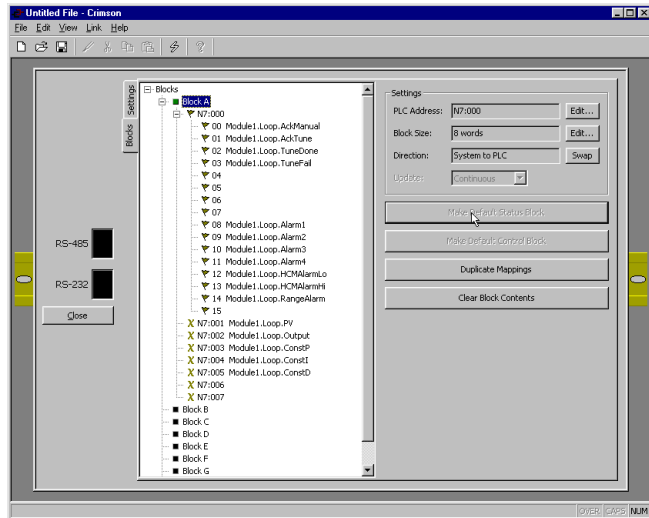 Untitled File - Crimson
File Edit View Link Help
Settings
Blocks
Blocks
Block A
N7:000
00 Module1.Loop.AckManual
01 Module1.Loop.AckTune
02 Module1.Loop.TuneDone
03 Module1.Loop.TuneFail
04
05
06
07
08 Module1.Loop.Alarm1
09 Module1.Loop.Alarm2
10 Module1.Loop.Alarm3
11 Module1.Loop.Alarm4
12 Module1.Loop.HCMAlarmLo
13 Module1.Loop.HCMAlarmHi
14 Module1.Loop.RangeAlarm
15
N7:001 Module1.Loop.PV
N7:002 Module1.Loop.Output
N7:003 Module1.Loop.ConstP
N7:004 Module1.Loop.ConstI
N7:005 Module1.Loop.ConstD
N7:006
N7:007
Block B
Block C
Block D
Block E
Block F
Block G
RS-485
RS-232
Close
Settings
PLC Address: N7:000 Edit...
Block Size: 8 words Edit...
Direction: System to PLC Swap
Update: Continuous
Make Default Status Block
Make Default Control Block
Duplicate Mappings
Clear Block Contents
OVER CAPS NUM